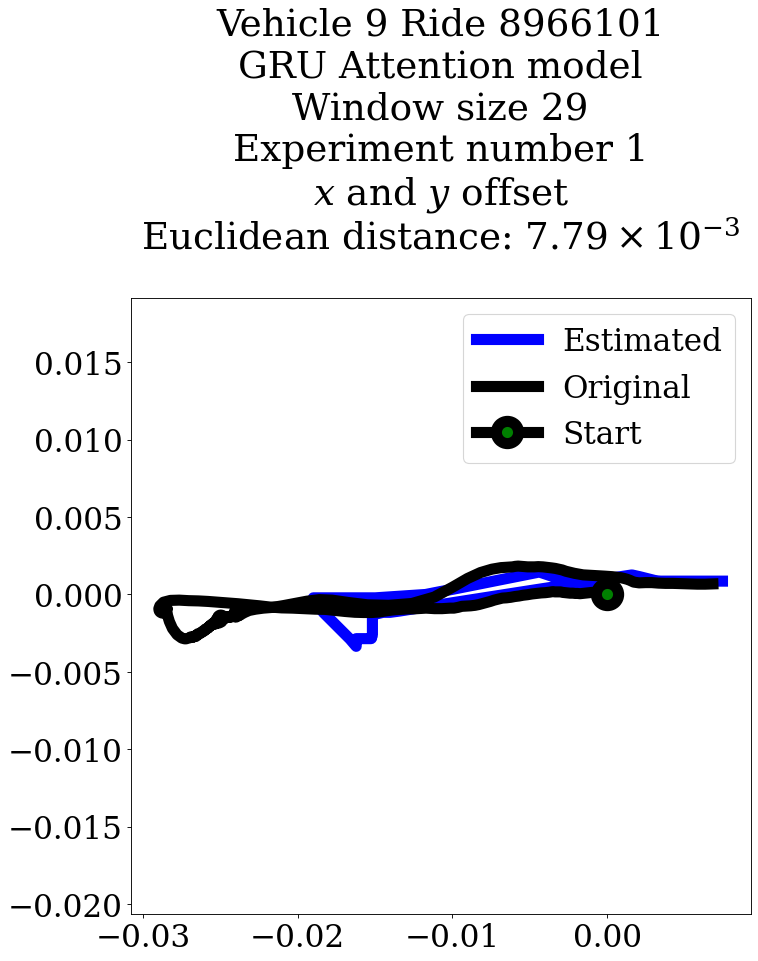 Vehicle 9 Ride 8966101
GRU Attention model
Window size 29
Experiment number 1
x and y offset
Euclidean distance: 7.79 × 10⁻³
Estimated
Original
Start
0.015
0.010
0.005
0.000
−0.005
−0.010
−0.015
−0.020
−0.03 −0.02 −0.01 0.00